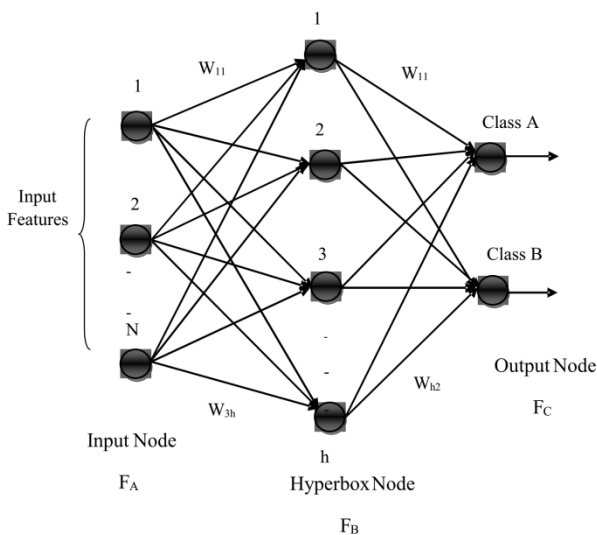 1
W11
W11
1
2
Class A
Input
Features
2
3
Class B
N
W3h
Wh2
Output Node
FC
Input Node
h
FA
Hyperbox Node
FB